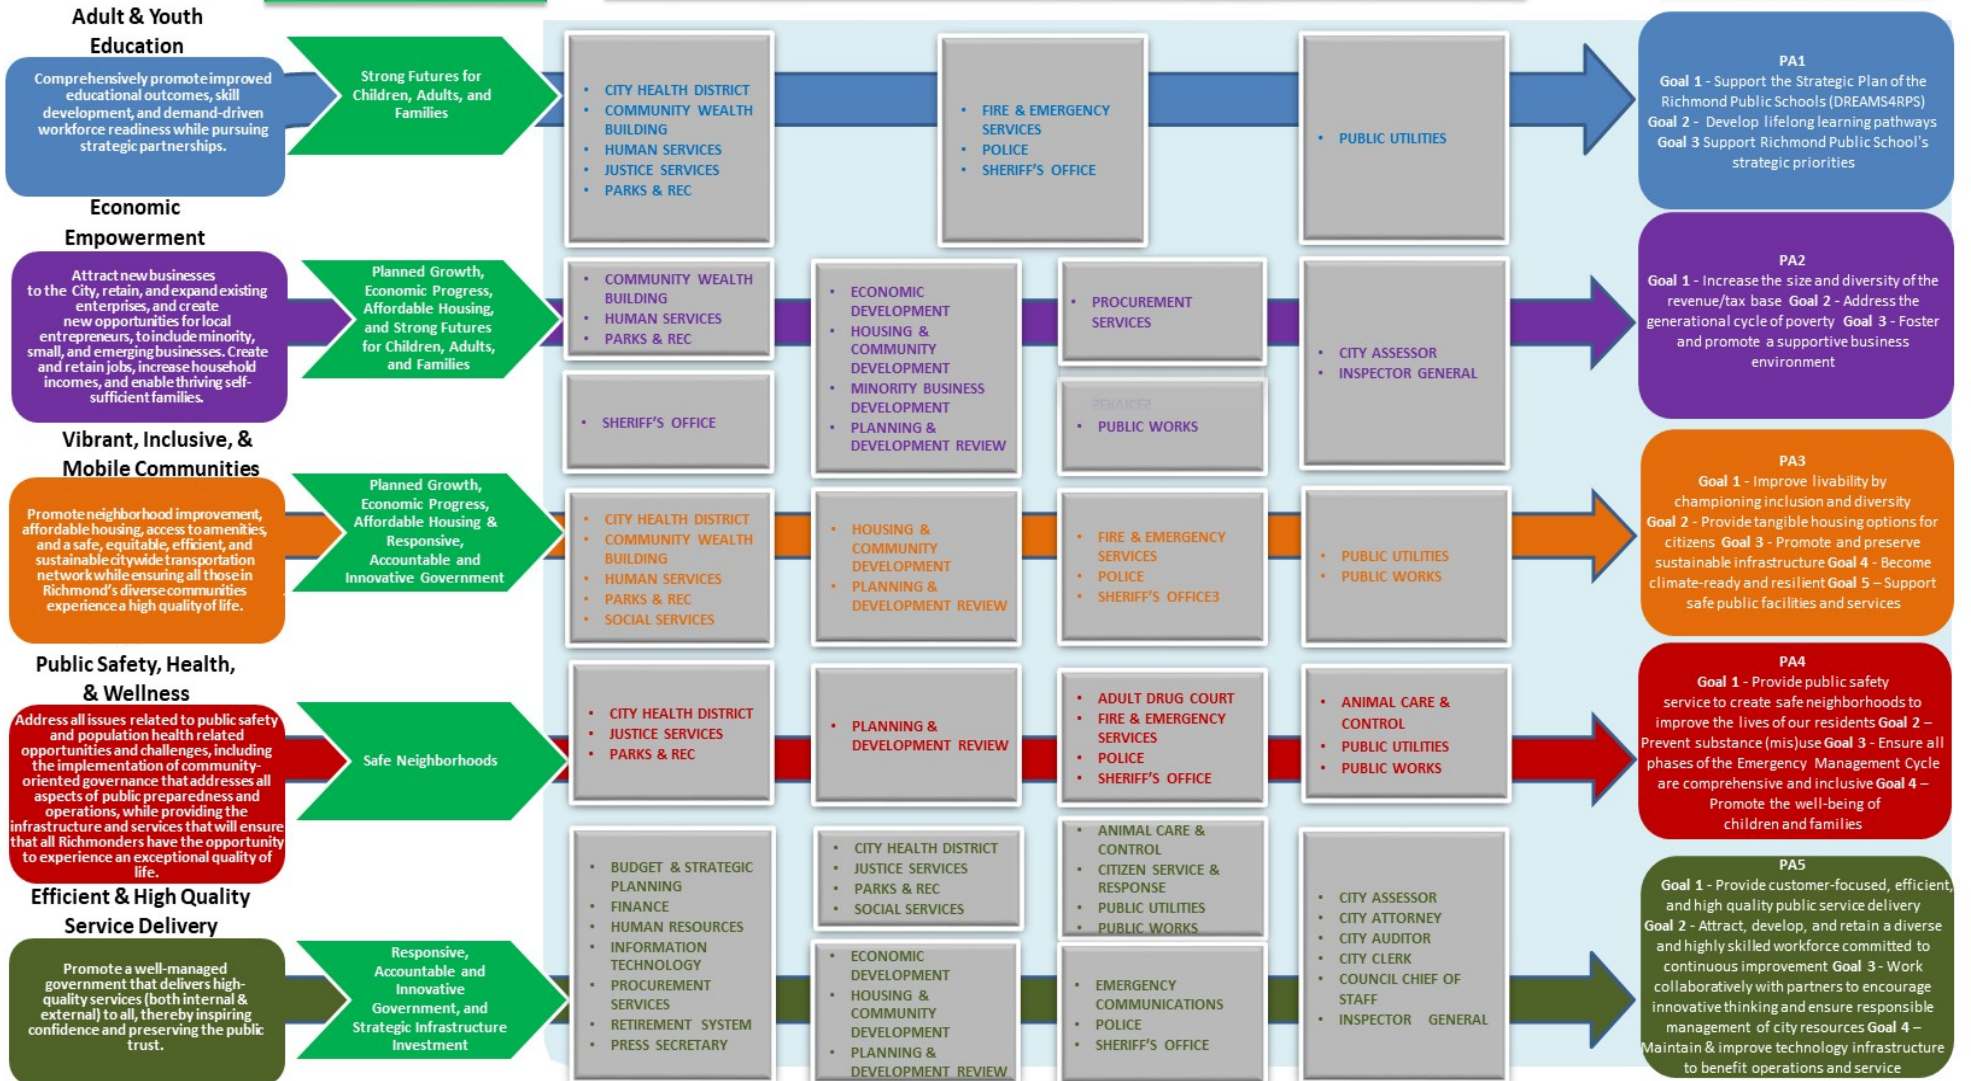 Adult & Youth
Education
Comprehensively promote improved
educational outcomes, skill
development, and demand-driven
workforce readiness while pursuing
strategic partnerships.
Strong Futures for
Children, Adults, and
Families
• CITY HEALTH DISTRICT
• COMMUNITY WEALTH
BUILDING
• HUMAN SERVICES
• JUSTICE SERVICES
• PARKS & REC
• FIRE & EMERGENCY
SERVICES
• POLICE
• SHERIFF'S OFFICE
• PUBLIC UTILITIES
PA1
Goal 1 - Support the Strategic Plan of the
Richmond Public Schools (DREAMS4RPS)
Goal 2 - Develop lifelong learning pathways
Goal 3 Support Richmond Public School's
strategic priorities
Economic
Empowerment
Attract new businesses
to the City, retain, and expand existing
enterprises, and create
new opportunities for local
entrepreneurs, to include minority,
small, and emerging businesses. Create
and retain jobs, increase household
incomes, and enable thriving self-
sufficient families.
Planned Growth,
Economic Progress,
Affordable Housing,
and Strong Futures
for Children, Adults,
and Families
• COMMUNITY WEALTH
BUILDING
• HUMAN SERVICES
• PARKS & REC
• SHERIFF'S OFFICE
• ECONOMIC
DEVELOPMENT
• HOUSING &
COMMUNITY
DEVELOPMENT
• MINORITY BUSINESS
DEVELOPMENT
• PLANNING &
DEVELOPMENT REVIEW
• PROCUREMENT
SERVICES
• PUBLIC WORKS
• CITY ASSESSOR
• INSPECTOR GENERAL
PA2
Goal 1 - Increase the size and diversity of the
revenue/tax base Goal 2 - Address the
generational cycle of poverty Goal 3 - Foster
and promote a supportive business
environment
Vibrant, Inclusive, &
Mobile Communities
Promote neighborhood improvement,
affordable housing, access to amenities,
and a safe, equitable, efficient, and
sustainable citywide transportation
network while ensuring all those in
Richmond's diverse communities
experience a high quality of life.
Planned Growth,
Economic Progress,
Affordable Housing &
Responsive,
Accountable and
Innovative Government
• CITY HEALTH DISTRICT
• COMMUNITY WEALTH
BUILDING
• HUMAN SERVICES
• PARKS & REC
• SOCIAL SERVICES
• HOUSING &
COMMUNITY
DEVELOPMENT
• PLANNING &
DEVELOPMENT REVIEW
• FIRE & EMERGENCY
SERVICES
• POLICE
• SHERIFF'S OFFICE3
• PUBLIC UTILITIES
• PUBLIC WORKS
PA3
Goal 1 - Improve livability by
championing inclusion and diversity
Goal 2 - Provide tangible housing options for
citizens Goal 3 - Promote and preserve
sustainable infrastructure Goal 4 - Become
climate-ready and resilient Goal 5 – Support
safe public facilities and services
Public Safety, Health,
& Wellness
Address all issues related to public safety
and population health related
opportunities and challenges, including
the implementation of community-
oriented governance that addresses all
aspects of public preparedness and
operations, while providing the
infrastructure and services that will ensure
that all Richmonders have the opportunity
to experience an exceptional quality of
life.
Safe Neighborhoods
• CITY HEALTH DISTRICT
• JUSTICE SERVICES
• PARKS & REC
• PLANNING &
DEVELOPMENT REVIEW
• ADULT DRUG COURT
• FIRE & EMERGENCY
SERVICES
• POLICE
• SHERIFF'S OFFICE
• ANIMAL CARE &
CONTROL
• PUBLIC UTILITIES
• PUBLIC WORKS
PA4
Goal 1 - Provide public safety
service to create safe neighborhoods to
improve the lives of our residents Goal 2 –
Prevent substance (mis)use Goal 3 - Ensure all
phases of the Emergency Management Cycle
are comprehensive and inclusive Goal 4 –
Promote the well-being of
children and families
Efficient & High Quality
Service Delivery
Promote a well-managed
government that delivers high-
quality services (both internal &
external) to all, thereby inspiring
confidence and preserving the public
trust.
Responsive,
Accountable and
Innovative
Government, and
Strategic Infrastructure
Investment
• BUDGET & STRATEGIC
PLANNING
• FINANCE
• HUMAN RESOURCES
• INFORMATION
TECHNOLOGY
• PROCUREMENT
SERVICES
• RETIREMENT SYSTEM
• PRESS SECRETARY
• CITY HEALTH DISTRICT
• JUSTICE SERVICES
• PARKS & REC
• SOCIAL SERVICES
• ECONOMIC
DEVELOPMENT
• HOUSING &
COMMUNITY
DEVELOPMENT
• PLANNING &
DEVELOPMENT REVIEW
• ANIMAL CARE &
CONTROL
• CITIZEN SERVICE &
RESPONSE
• PUBLIC UTILITIES
• PUBLIC WORKS
• EMERGENCY
COMMUNICATIONS
• POLICE
• SHERIFF'S OFFICE
• CITY ASSESSOR
• CITY ATTORNEY
• CITY AUDITOR
• CITY CLERK
• COUNCIL CHIEF OF
STAFF
• INSPECTOR GENERAL
PA5
Goal 1 - Provide customer-focused, efficient,
and high quality public service delivery
Goal 2 - Attract, develop, and retain a diverse
and highly skilled workforce committed to
continuous improvement Goal 3 - Work
collaboratively with partners to encourage
innovative thinking and ensure responsible
management of city resources Goal 4 –
Maintain & improve technology infrastructure
to benefit operations and service